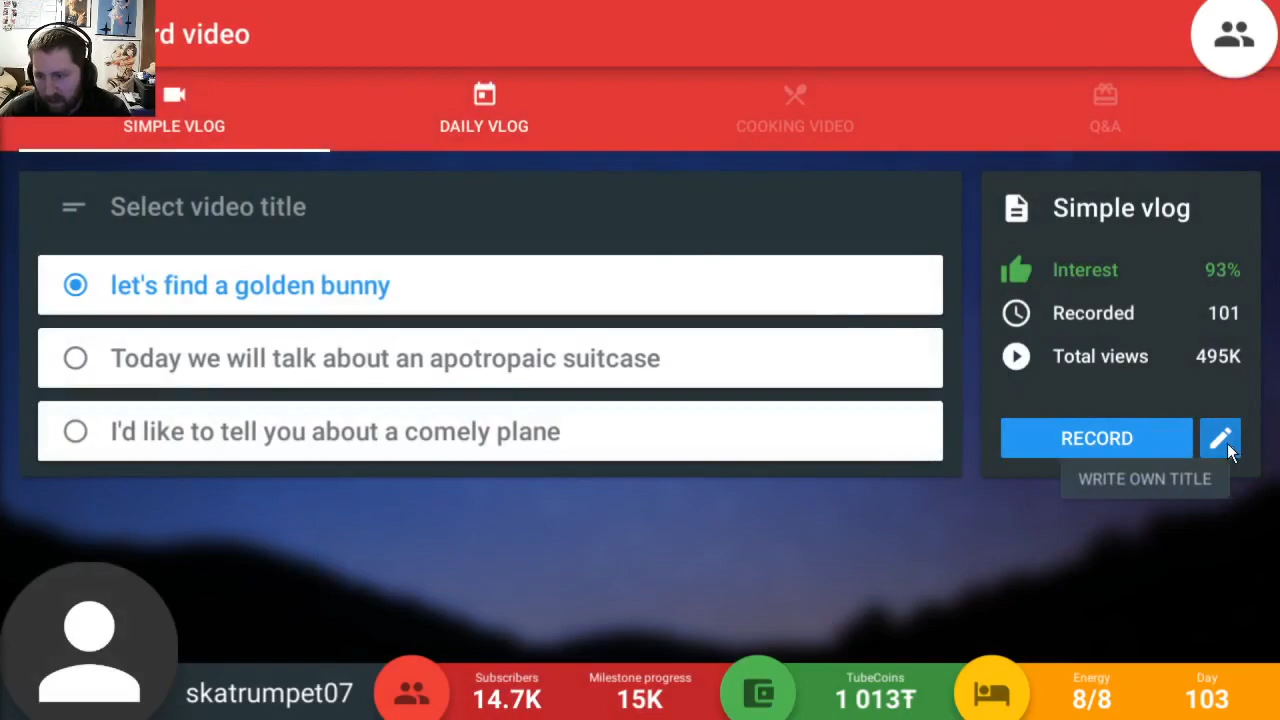 rd video
SIMPLE VLOG
DAILY VLOG
COOKING VIDEO
Q&A
Select video title
let's find a golden bunny
Today we will talk about an apotropaic suitcase
I'd like to tell you about a comely plane
Simple vlog
Interest 93%
Recorded 101
Total views 495K
RECORD
WRITE OWN TITLE
skatrumpet07
Subscribers
14.7K
Milestone progress
15K
TubeCoins
1 013Ŧ
Energy
8/8
Day
103